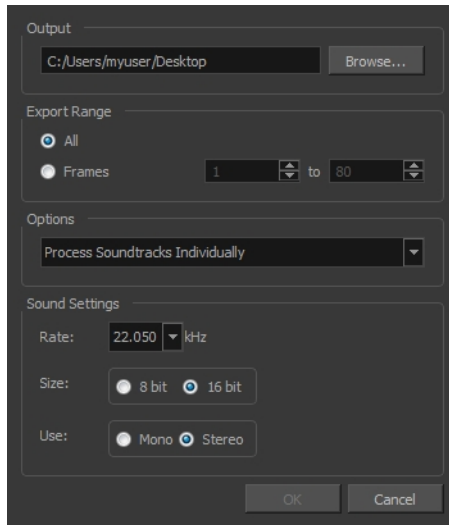 Output
C:/Users/myuser/Desktop Browse...
Export Range
All
Frames 1 to 80
Options
Process Soundtracks Individually
Sound Settings
Rate: 22.050 kHz
Size: 8 bit 16 bit
Use: Mono Stereo
OK Cancel